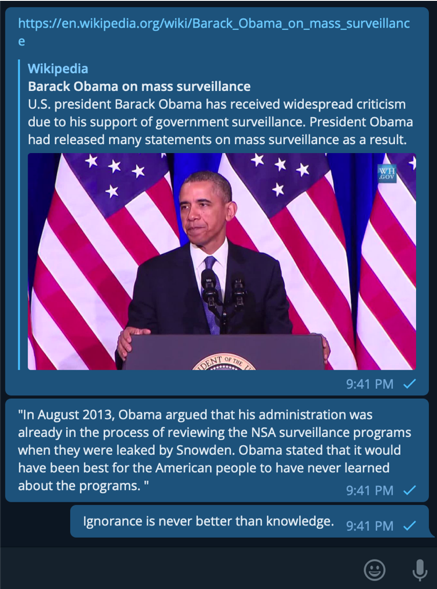 https://en.wikipedia.org/wiki/Barack_Obama_on_mass_surveillanc
e
Wikipedia
Barack Obama on mass surveillance
U.S. president Barack Obama has received widespread criticism
due to his support of government surveillance. President Obama
had released many statements on mass surveillance as a result.
WH
GOV
DENT OF THE
9:41 PM
"In August 2013, Obama argued that his administration was
already in the process of reviewing the NSA surveillance programs
when they were leaked by Snowden. Obama stated that it would
have been best for the American people to have never learned
about the programs. "
9:41 PM
Ignorance is never better than knowledge.
9:41 PM